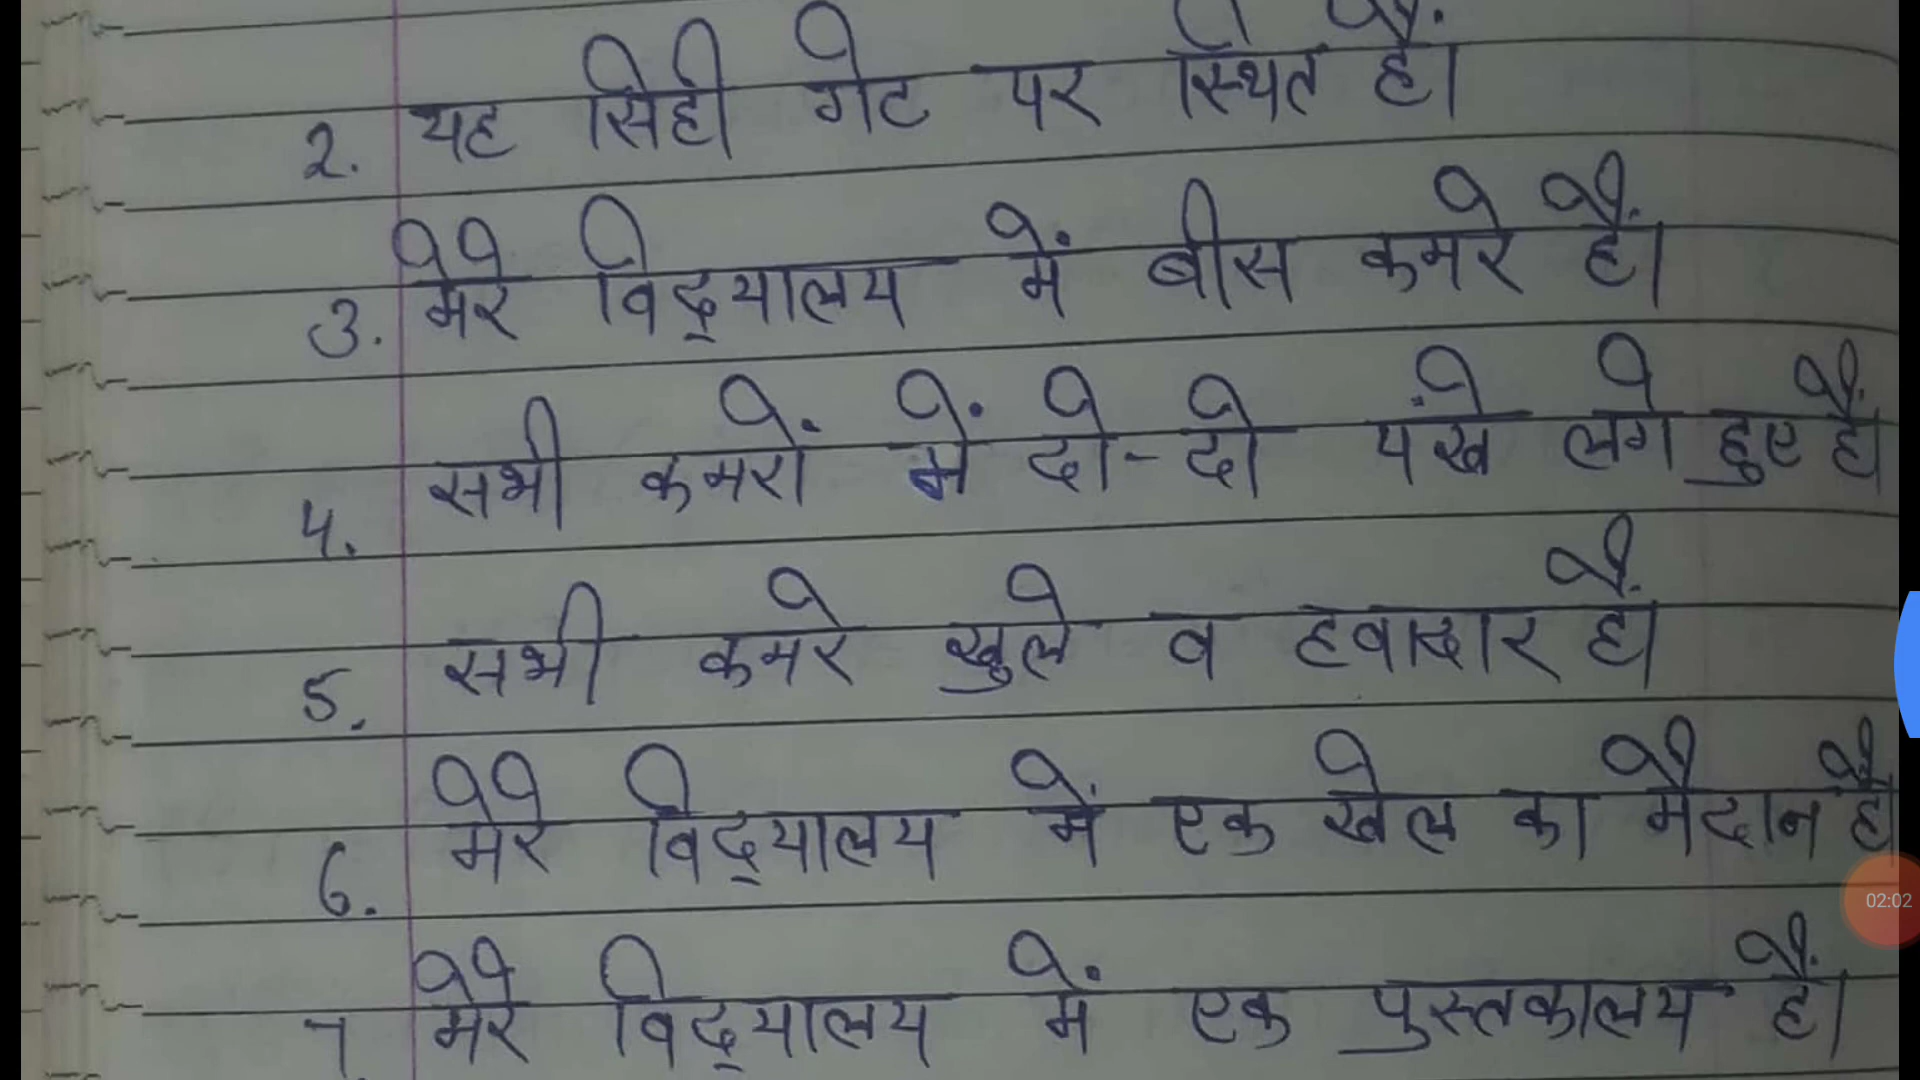 2. यह सिंही गेट पर स्थित है।
3. मेरे विद्यालय में बीस कमरे हैं।
4. सभी कमरों में दो-दो पंखे लगे हुए हैं
5. सभी कमरे खुले व हवादार हैं।
6. मेरे विद्यालय में एक खेल का मैदान है
7 मेरे विद्यालय में एक पुस्तकालय है।
02:02